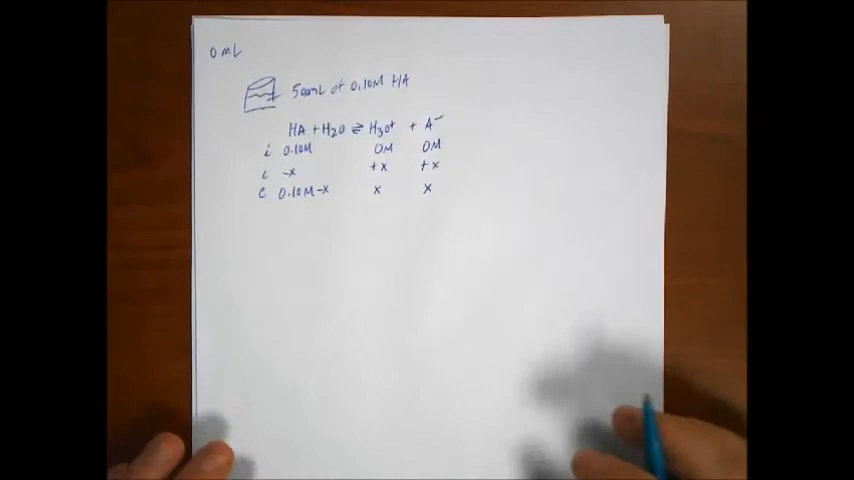 0 mL
500mL of 0.10M HA
HA + H2O ⇌ H3O+ + A−
i 0.10M 0M 0M
c -x +x +x
e 0.10M-x x x